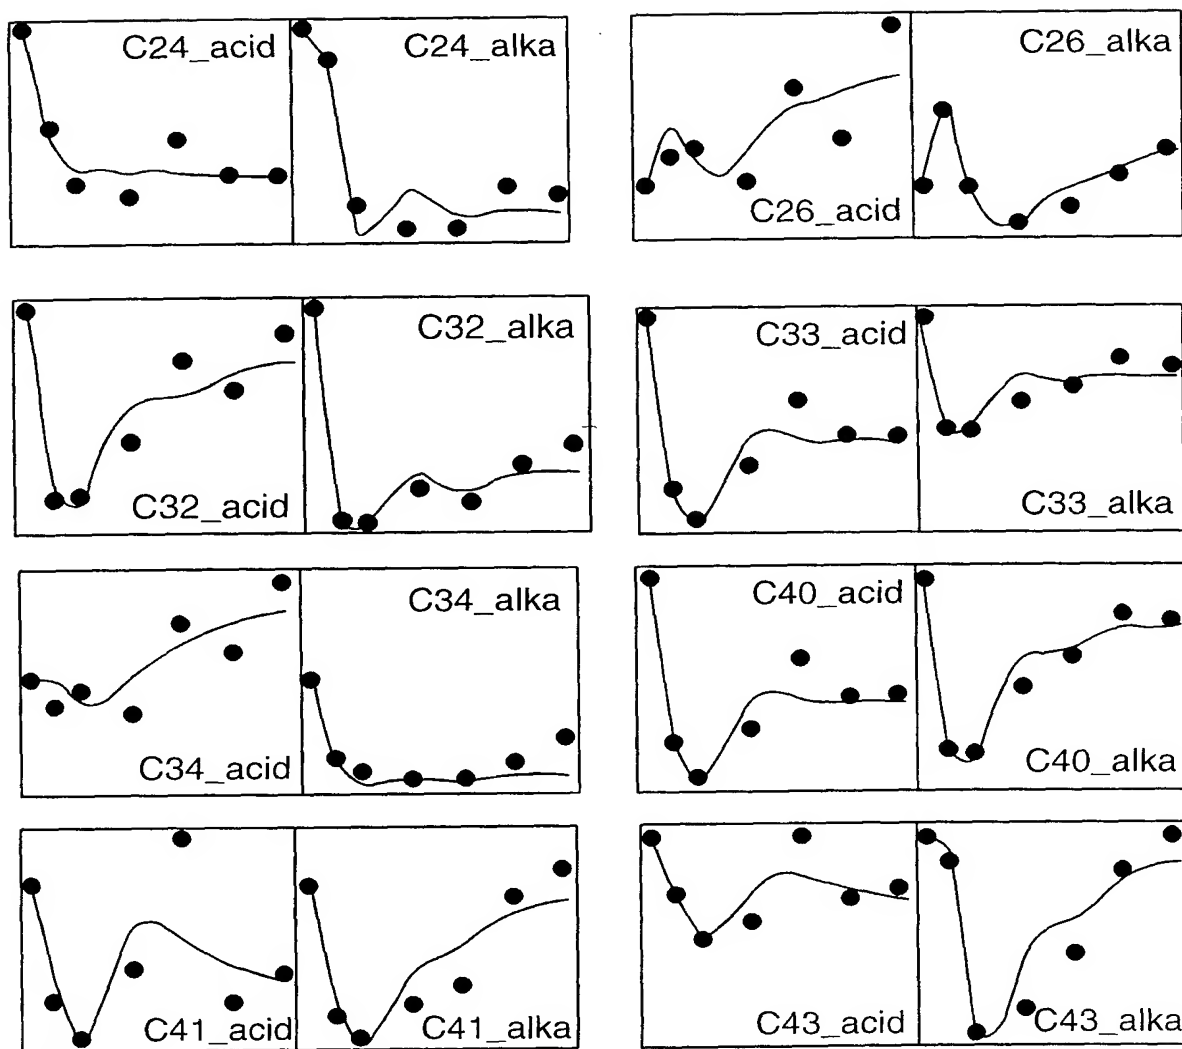 C24_acid
C24_alka
C26_acid
C26_alka
C32_acid
C32_alka
C33_acid
C33_alka
C34_acid
C34_alka
C40_acid
C40_alka
C41_acid
C41_alka
C43_acid
C43_alka